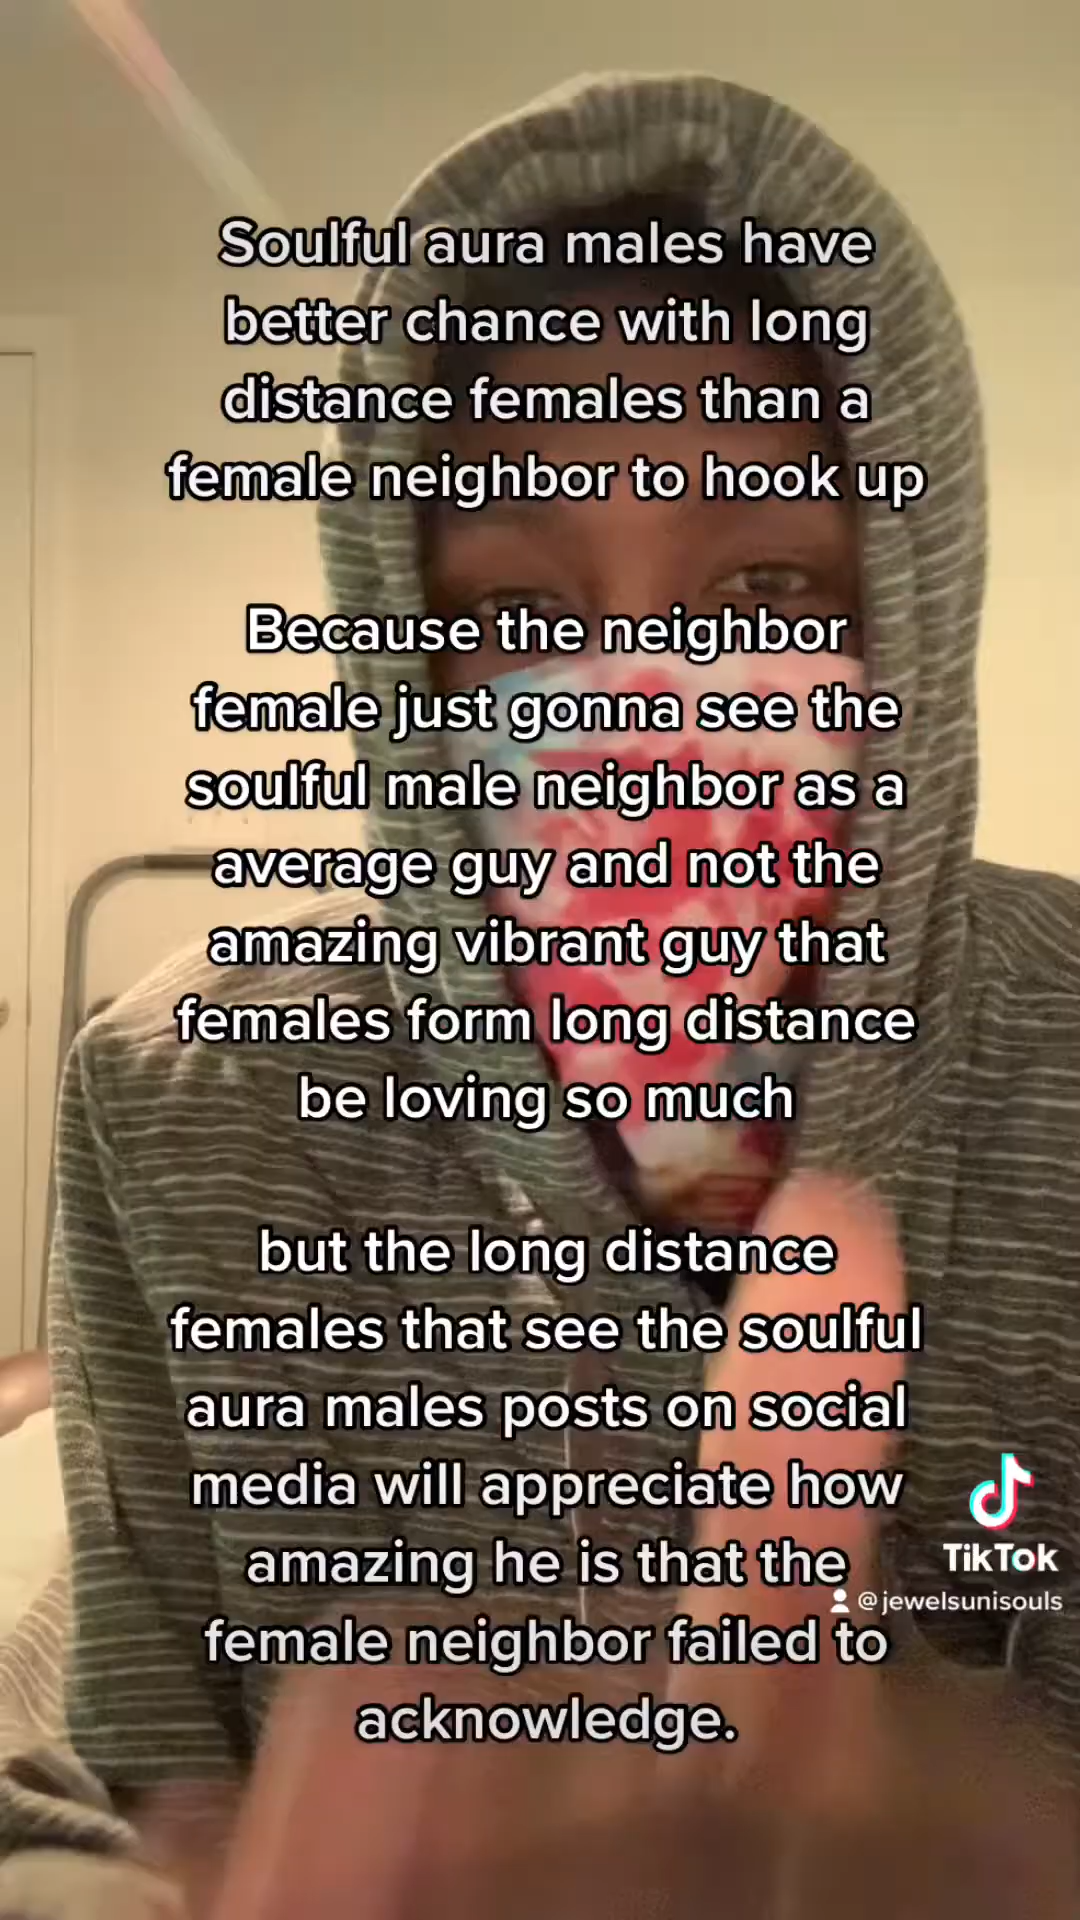 Soulful aura males have
better chance with long
distance females than a
female neighbor to hook up
Because the neighbor
female just gonna see the
soulful male neighbor as a
average guy and not the
amazing vibrant guy that
females form long distance
be loving so much
but the long distance
females that see the soulful
aura males posts on social
media will appreciate how
amazing he is that the
female neighbor failed to
acknowledge.
TikTok
@jewelsunisouls